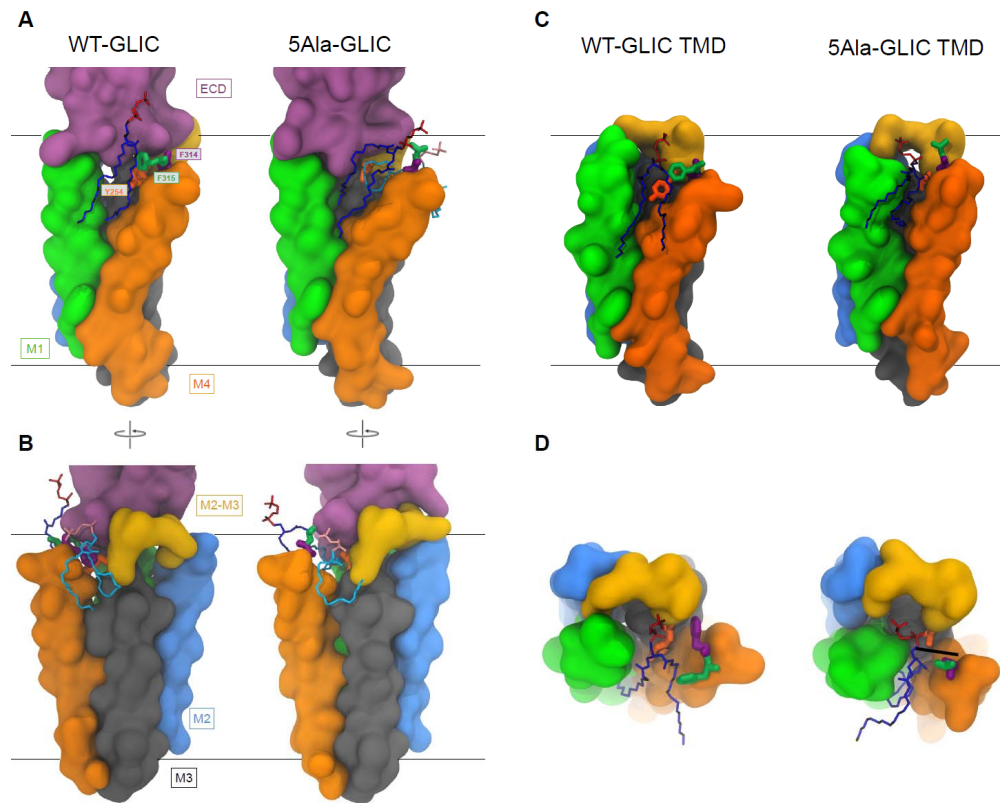 A
WT-GLIC
5Ala-GLIC
ECD
F314
F315
Y254
M1
M4
B
M2-M3
M2
M3
C
WT-GLIC TMD
5Ala-GLIC TMD
D